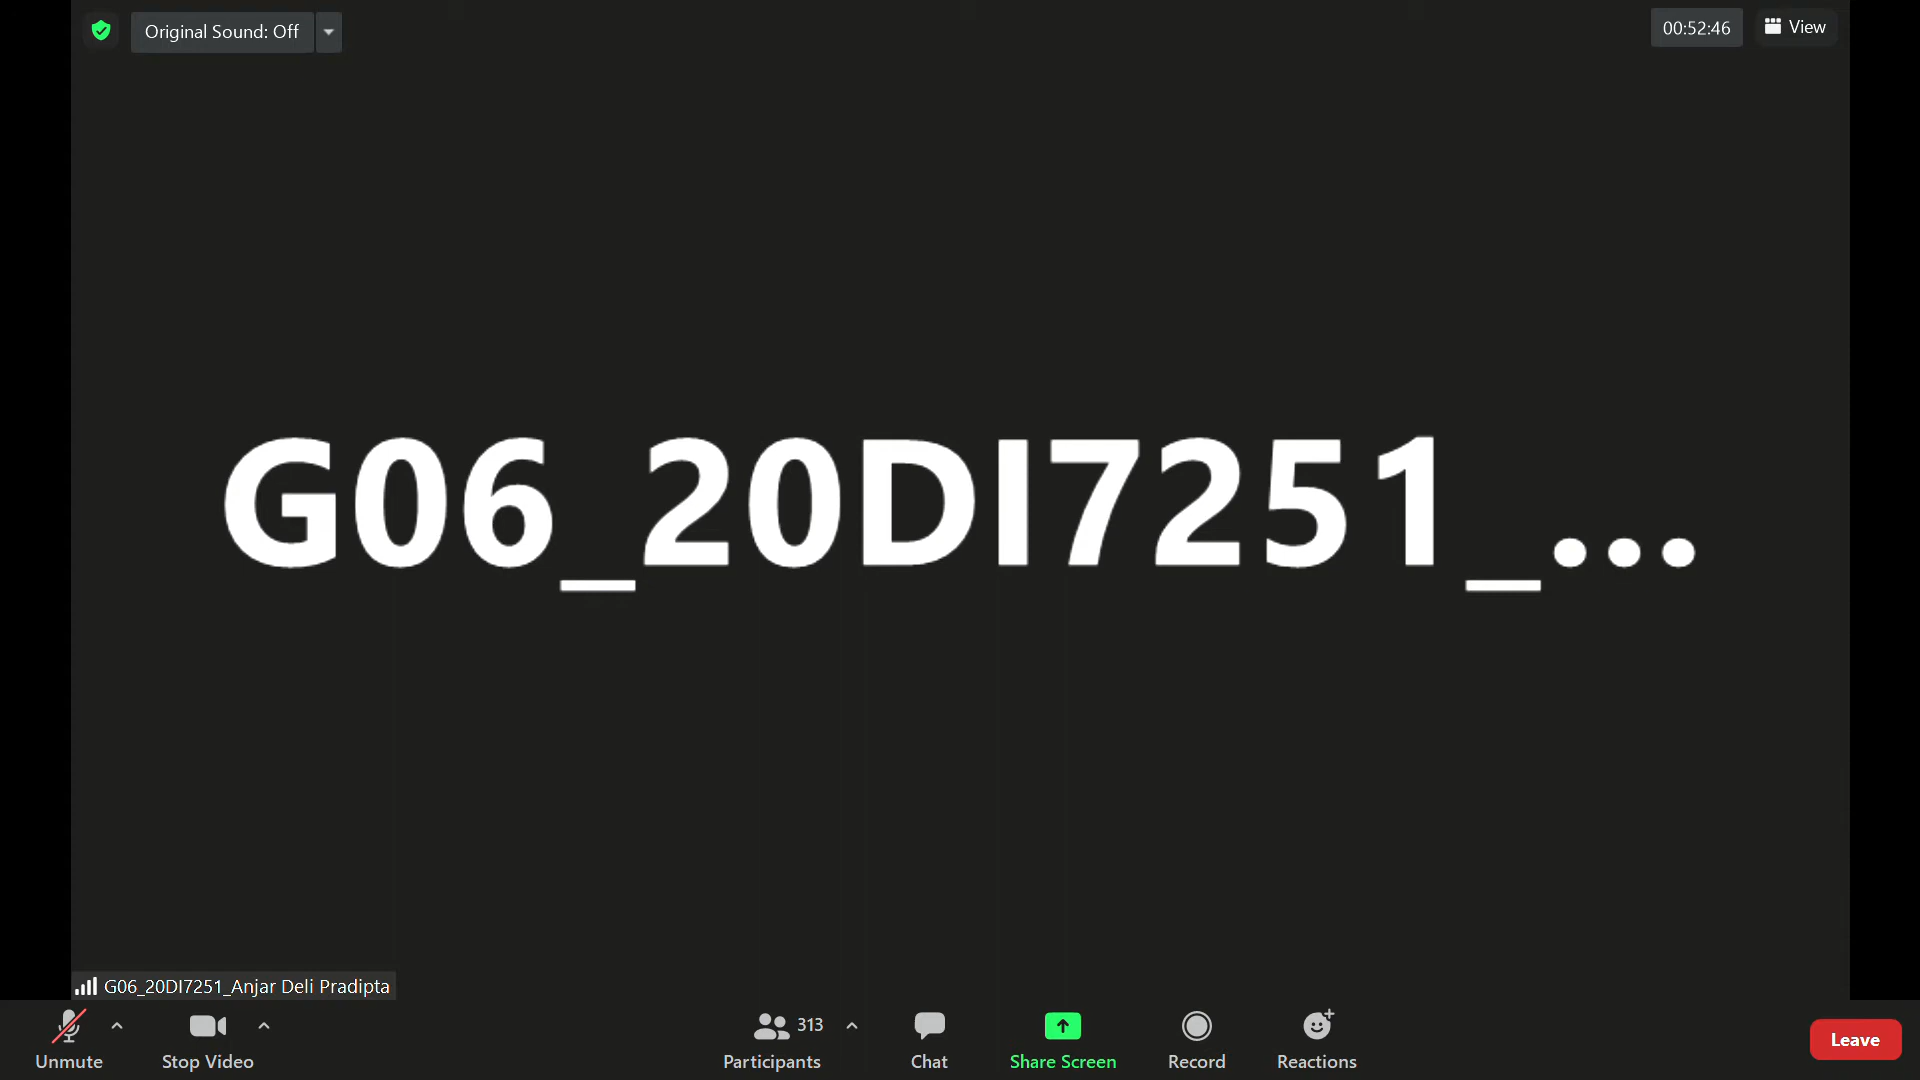 Original Sound: Off
00:52:46
View
G06_20DI7251_...
G06_20DI7251_Anjar Deli Pradipta
Unmute
Stop Video
313
Participants
Chat
Share Screen
Record
Reactions
Leave